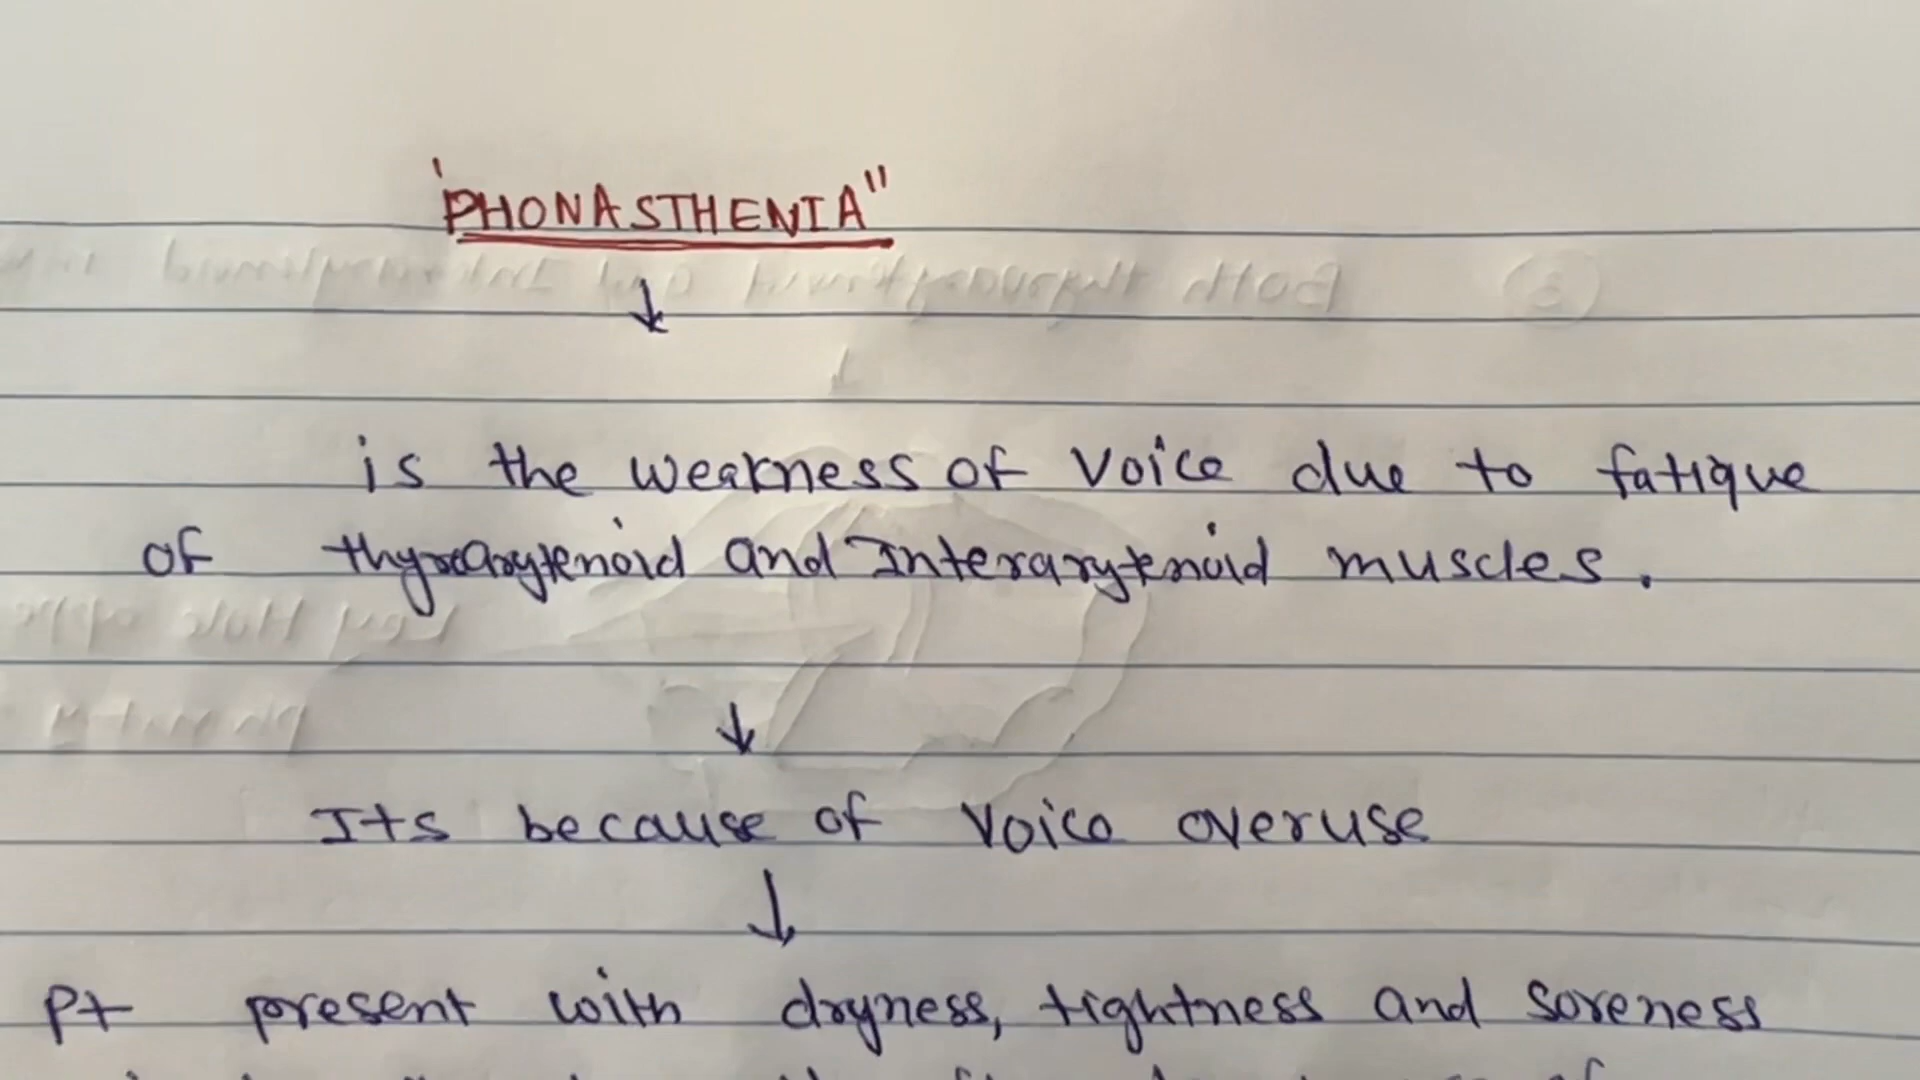 'PHONASTHENIA"
↓
is the weakness of Voice due to fatique
of thyroarytenoid and Interarytenoid muscles.
↓
Its because of Voice overuse
↓
Pt present with dryness, tightness and soreness